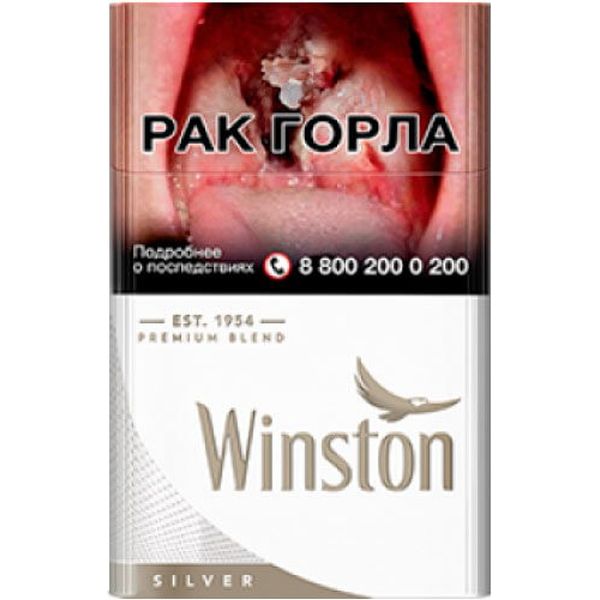 РАК ГОРЛА
Подробнее
о последствиях 8 800 200 0 200
EST. 1954
PREMIUM BLEND
Winston
SILVER